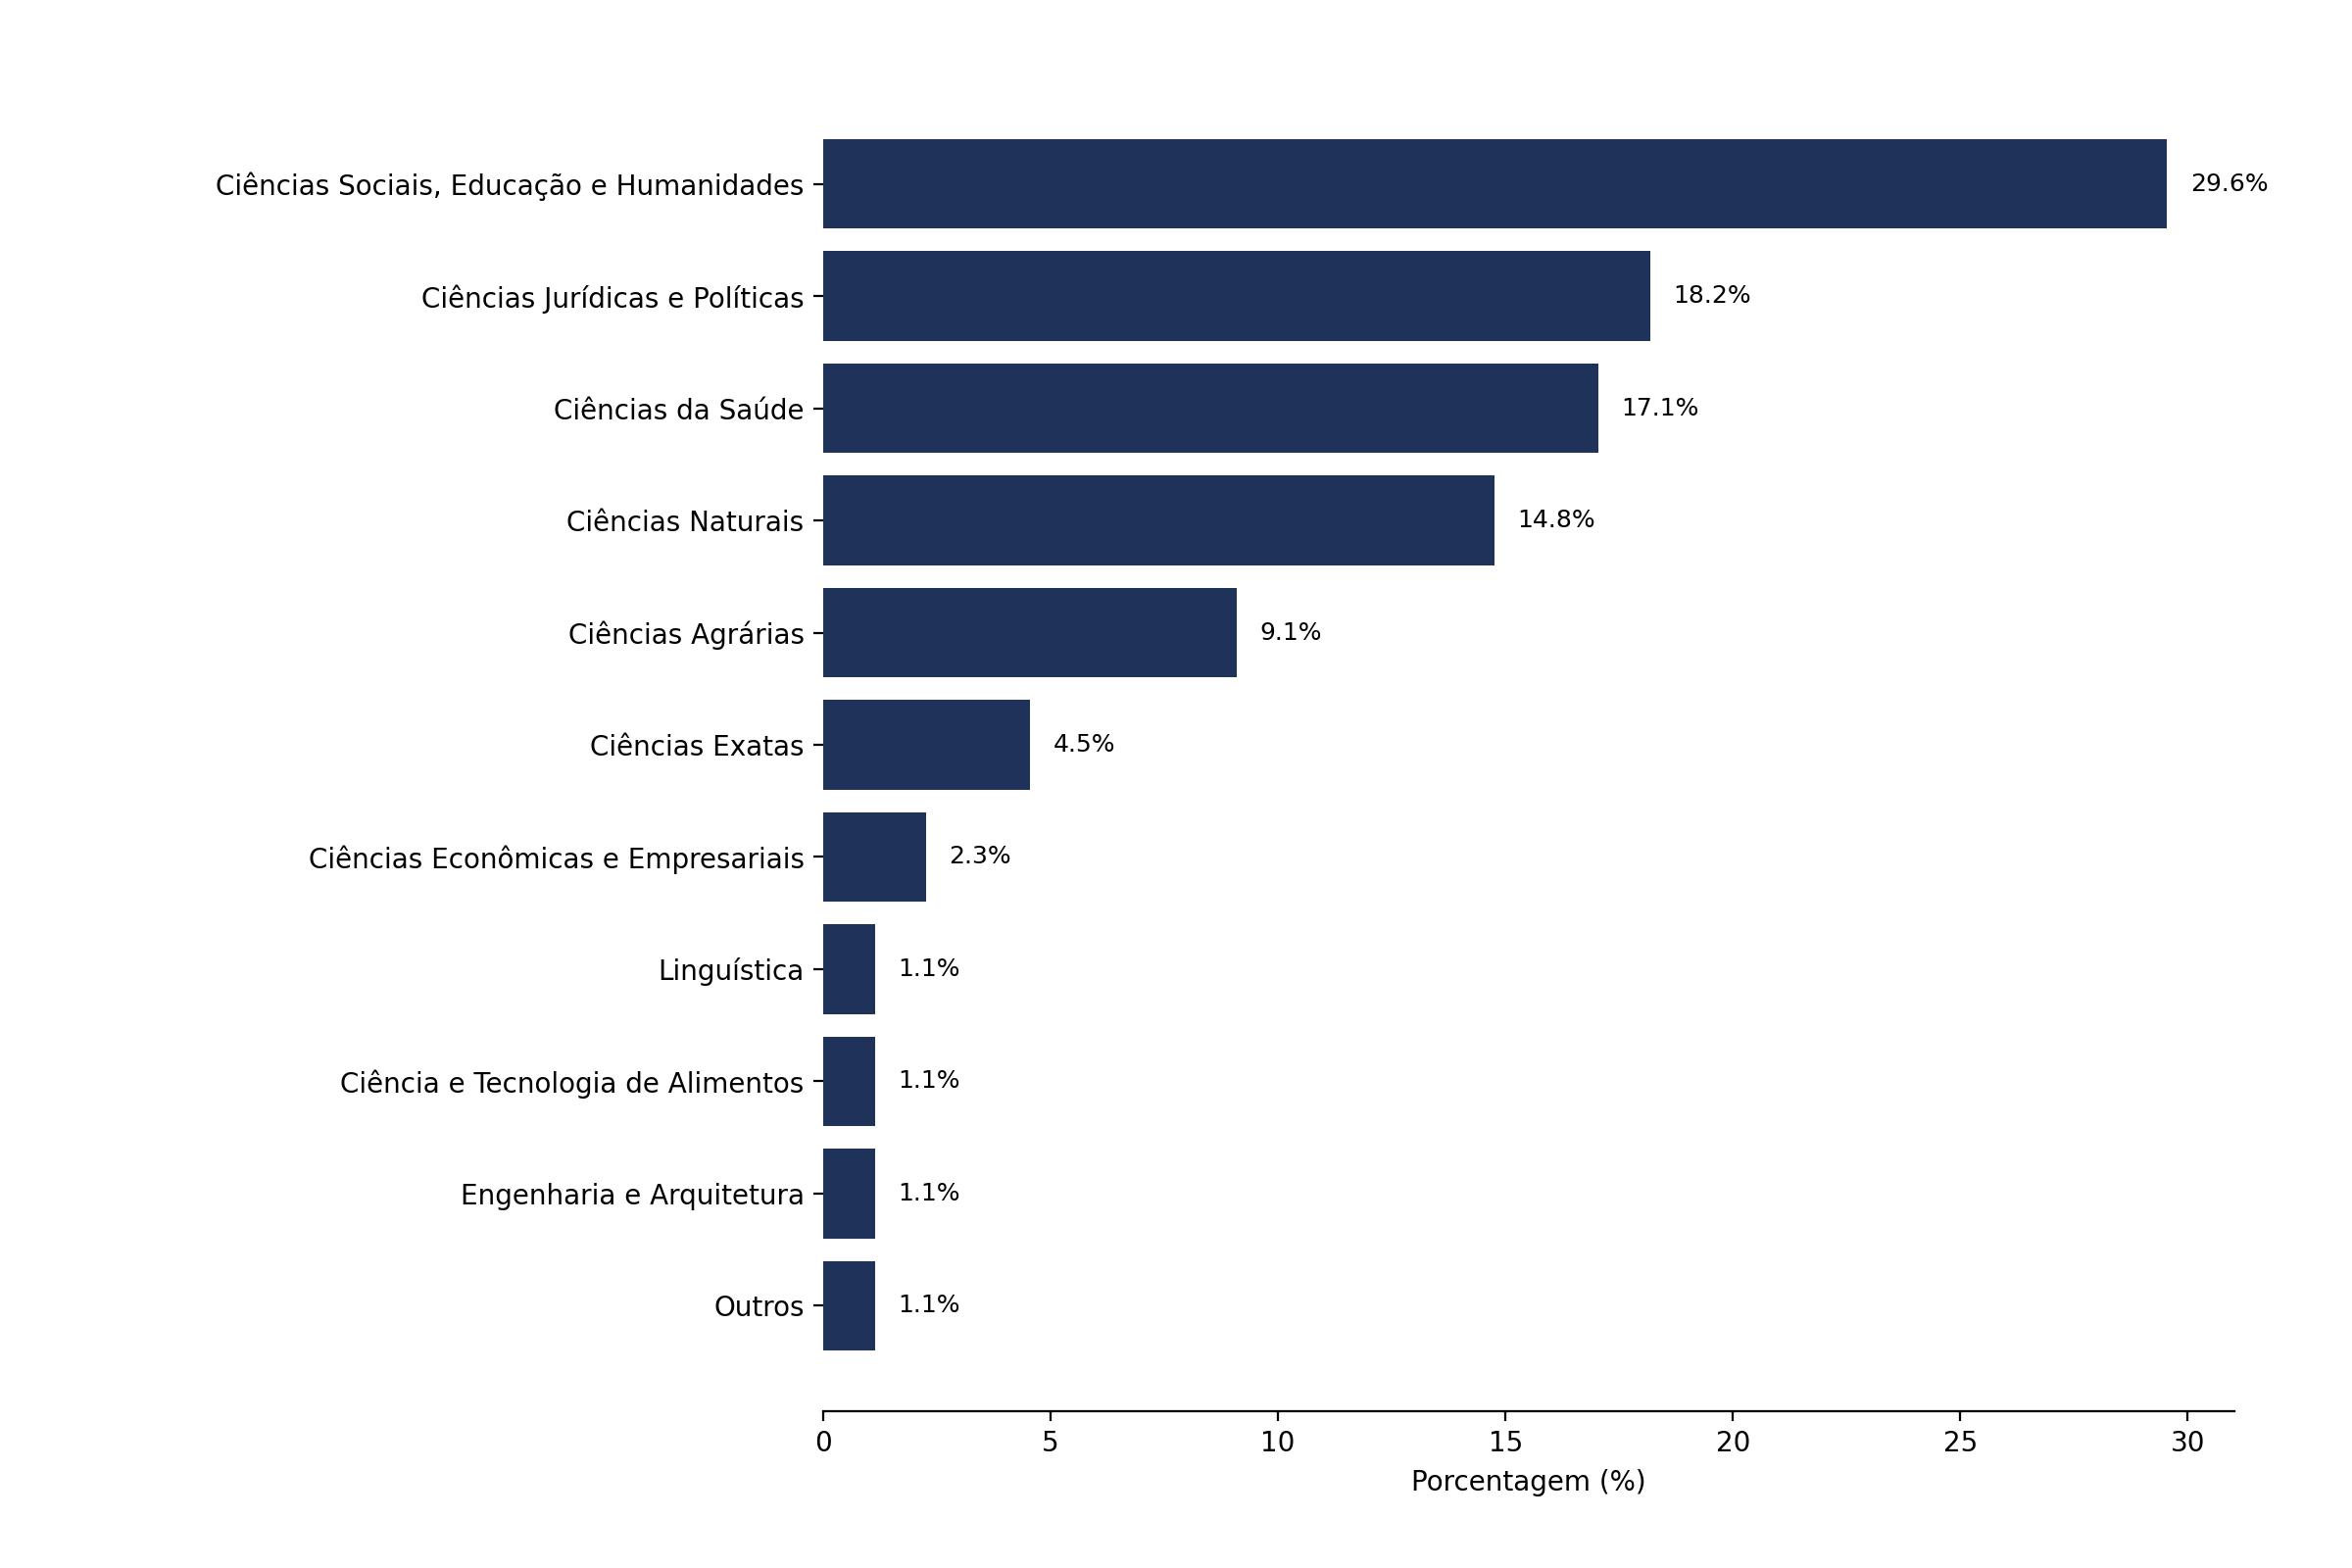 Ciências Sociais, Educação e Humanidades 29.6%
Ciências Jurídicas e Políticas 18.2%
Ciências da Saúde 17.1%
Ciências Naturais 14.8%
Ciências Agrárias 9.1%
Ciências Exatas 4.5%
Ciências Econômicas e Empresariais 2.3%
Linguística 1.1%
Ciência e Tecnologia de Alimentos 1.1%
Engenharia e Arquitetura 1.1%
Outros 1.1%
0 5 10 15 20 25 30
Porcentagem (%)